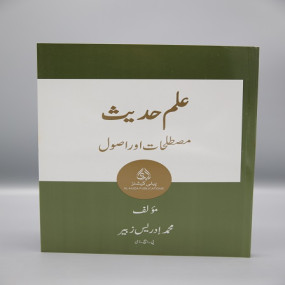 علم حدیث
مصطلحات اور اصول
مؤلف
محمد ادریس زبیر